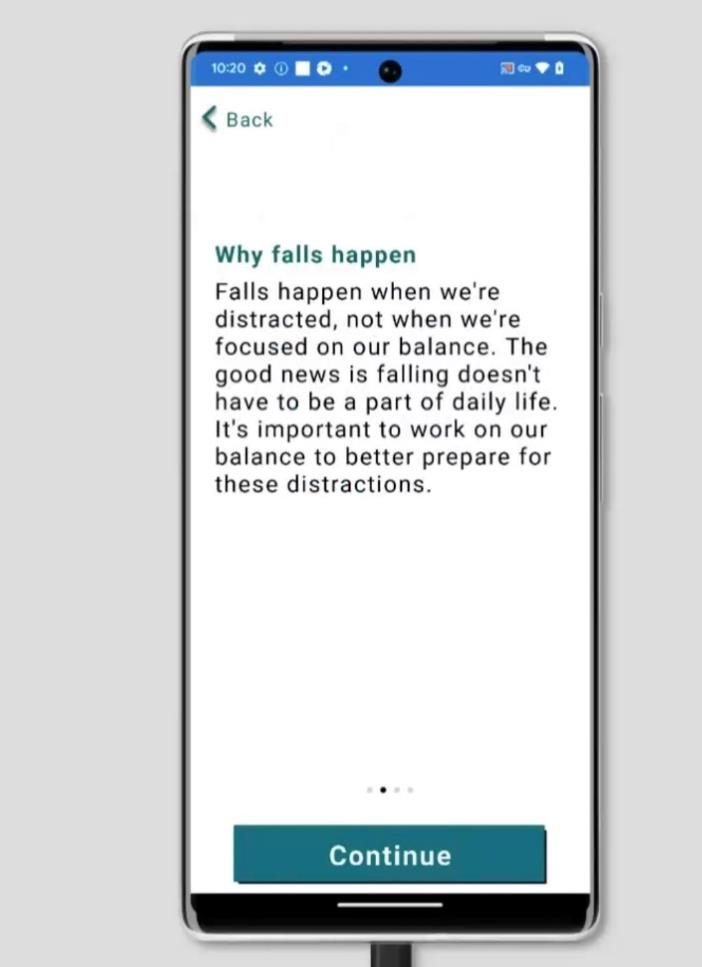 10:20
Back
Why falls happen
Falls happen when we're
distracted, not when we're
focused on our balance. The
good news is falling doesn't
have to be a part of daily life.
It's important to work on our
balance to better prepare for
these distractions.
Continue